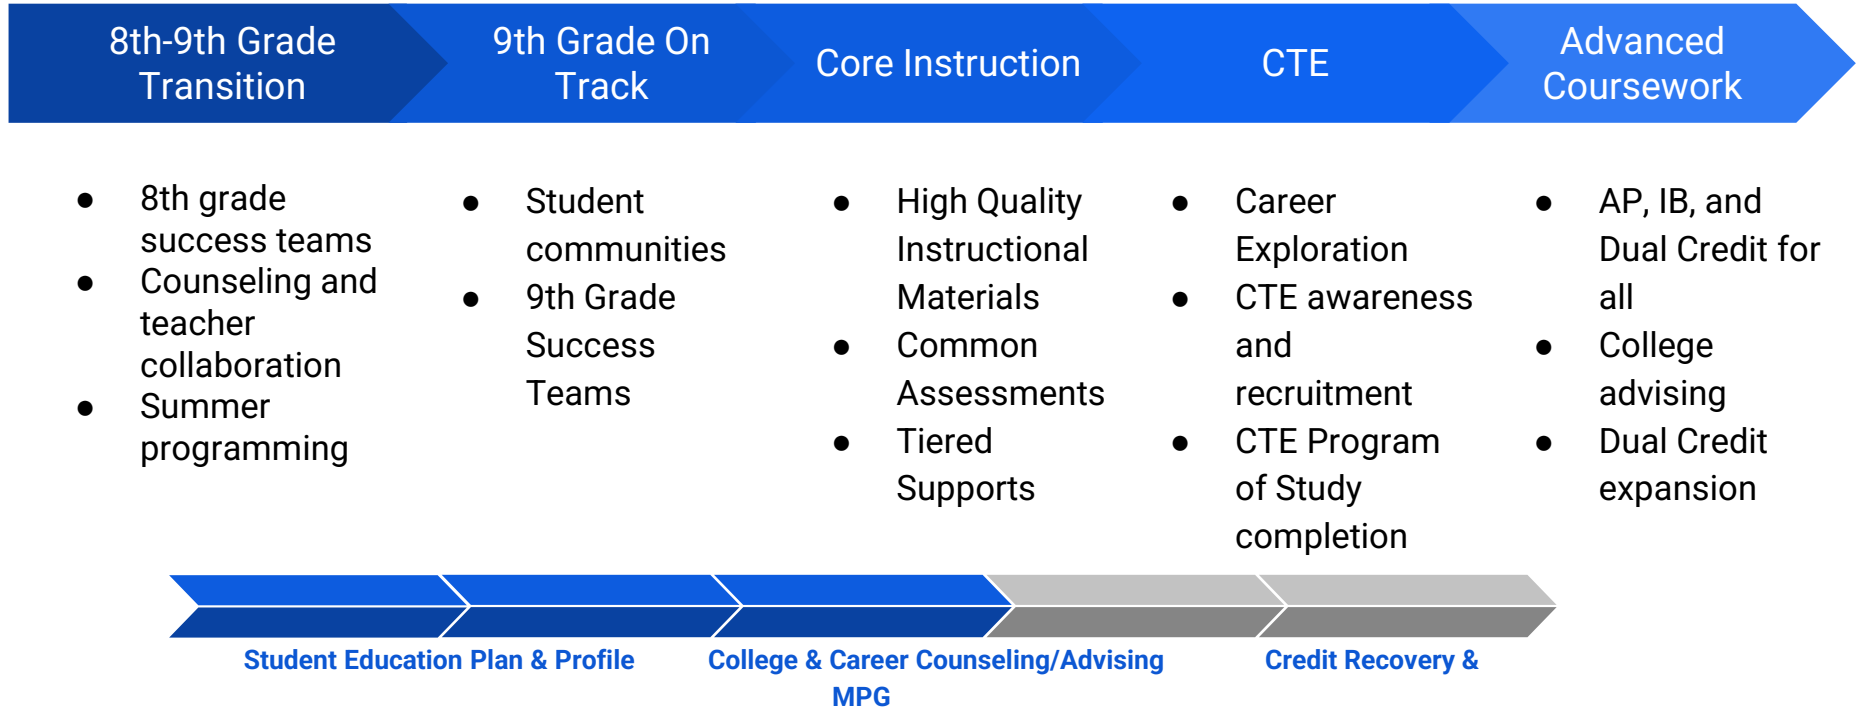 8th-9th Grade
Transition
9th Grade On
Track
Core Instruction
CTE
Advanced
Coursework
● 8th grade
success teams
● Counseling and
teacher
collaboration
● Summer
programming
● Student
communities
● 9th Grade
Success
Teams
● High Quality
Instructional
Materials
● Common
Assessments
● Tiered
Supports
● Career
Exploration
● CTE awareness
and
recruitment
● CTE Program
of Study
completion
● AP, IB, and
Dual Credit for
all
● College
advising
● Dual Credit
expansion
Student Education Plan & Profile
College & Career Counseling/Advising
Credit Recovery &
MPG